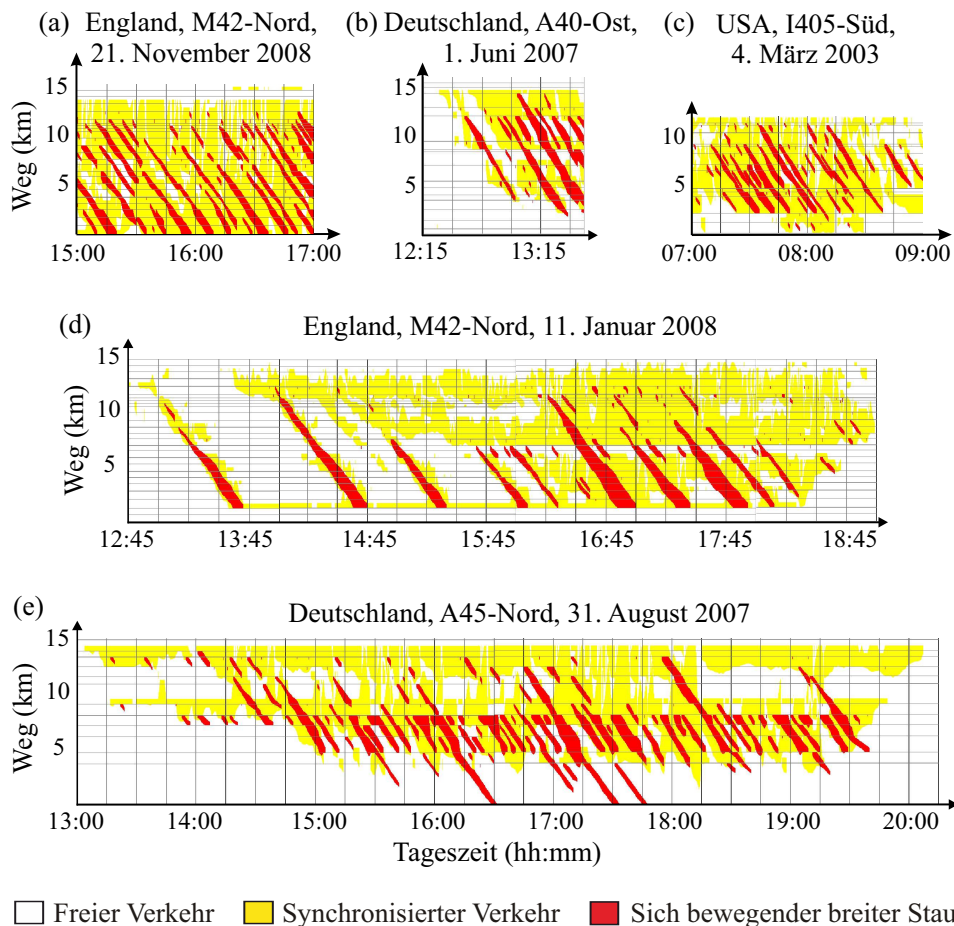 (a) England, M42-Nord,
21. November 2008
(b) Deutschland, A40-Ost,
1. Juni 2007
(c) USA, I405-Süd,
4. März 2003
Weg (km)
15
10
5
15:00 16:00 17:00
15
10
5
12:15 13:15
10
5
07:00 08:00 09:00
(d) England, M42-Nord, 11. Januar 2008
Weg (km)
15
10
5
12:45 13:45 14:45 15:45 16:45 17:45 18:45
(e) Deutschland, A45-Nord, 31. August 2007
Weg (km)
15
10
5
13:00 14:00 15:00 16:00 17:00 18:00 19:00 20:00
Tageszeit (hh:mm)
Freier Verkehr Synchronisierter Verkehr Sich bewegender breiter Stau